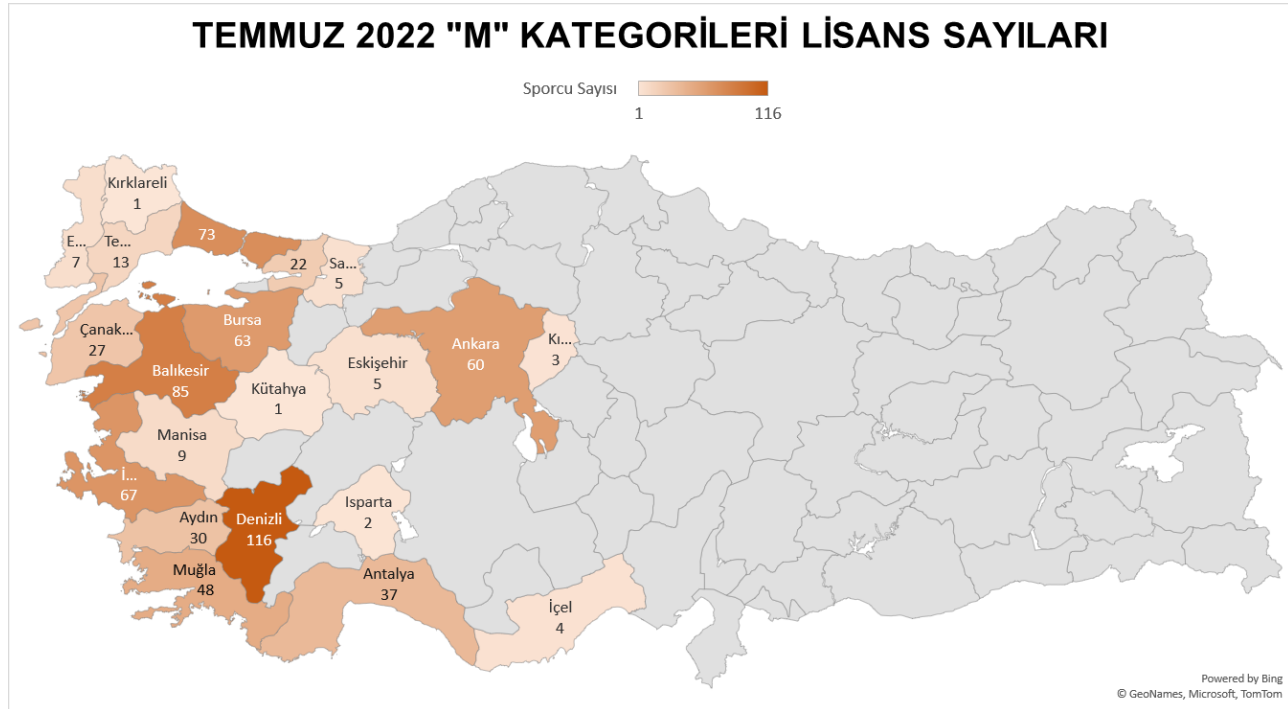 TEMMUZ 2022 "M" KATEGORİLERİ LİSANS SAYILARI
Sporcu Sayısı
1
116
Kırklareli
1
E...
7
Te...
13
73
22
Sa...
5
Çanak...
27
Bursa
63
Balıkesir
85
Kütahya
1
Eskişehir
5
Ankara
60
Kı...
3
Manisa
9
İ...
67
Aydın
30
Denizli
116
Isparta
2
Muğla
48
Antalya
37
İçel
4
Powered by Bing
© GeoNames, Microsoft, TomTom